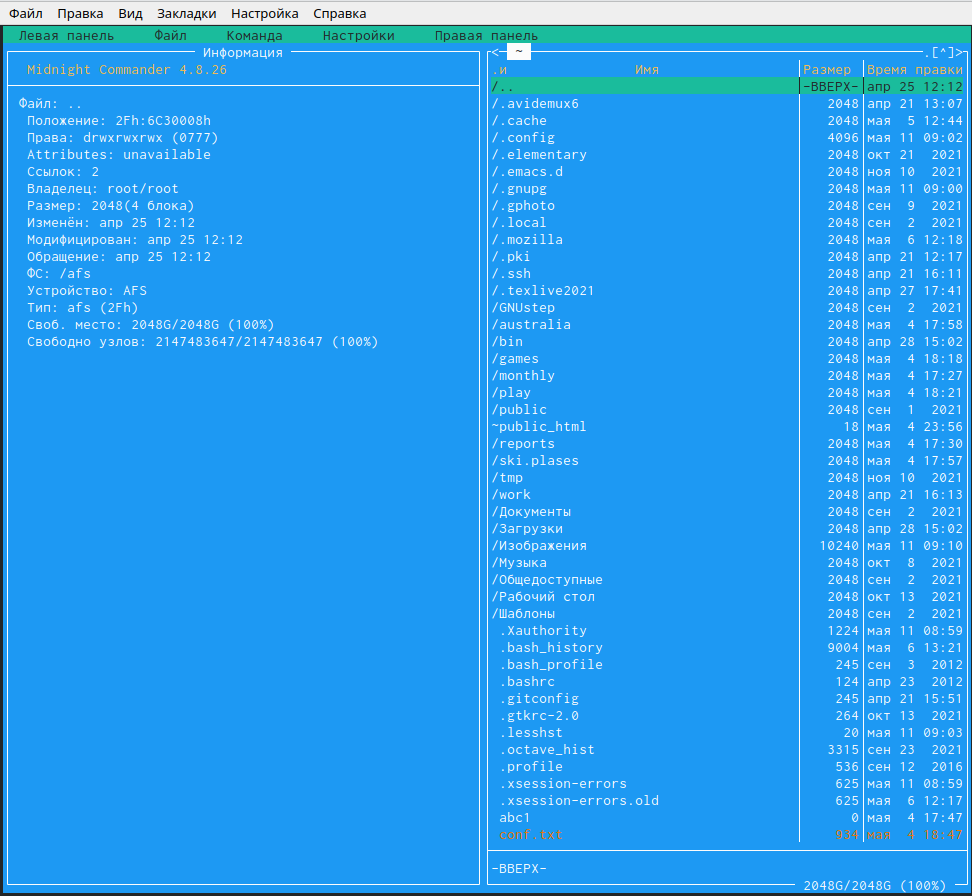 Файл Правка Вид Закладки Настройка Справка
Левая панель Файл Команда Настройки Правая панель
Информация
Midnight Commander 4.8.26
Файл: ..
Положение: 2Fh:6C30008h
Права: drwxrwxrwx (0777)
Attributes: unavailable
Ссылок: 2
Владелец: root/root
Размер: 2048(4 блока)
Изменён: апр 25 12:12
Модифицирован: апр 25 12:12
Обращение: апр 25 12:12
ФС: /afs
Устройство: AFS
Тип: afs (2Fh)
Своб. место: 2048G/2048G (100%)
Свободно узлов: 2147483647/2147483647 (100%)
<- ~ .[^]>
.и Имя Размер Время правки
/.. -ВВЕРХ- апр 25 12:12
/.avidemux6 2048 апр 21 13:07
/.cache 2048 мая 5 12:44
/.config 4096 мая 11 09:02
/.elementary 2048 окт 21 2021
/.emacs.d 2048 ноя 10 2021
/.gnupg 2048 мая 11 09:00
/.gphoto 2048 сен 9 2021
/.local 2048 сен 2 2021
/.mozilla 2048 мая 6 12:18
/.pki 2048 апр 21 12:17
/.ssh 2048 апр 21 16:11
/.texlive2021 2048 апр 27 17:41
/GNUstep 2048 сен 2 2021
/australia 2048 мая 4 17:58
/bin 2048 апр 28 15:02
/games 2048 мая 4 18:18
/monthly 2048 мая 4 17:27
/play 2048 мая 4 18:21
/public 2048 сен 1 2021
~public_html 18 мая 4 23:56
/reports 2048 мая 4 17:30
/ski.plases 2048 мая 4 17:57
/tmp 2048 ноя 10 2021
/work 2048 апр 21 16:13
/Документы 2048 сен 2 2021
/Загрузки 2048 апр 28 15:02
/Изображения 10240 мая 11 09:10
/Музыка 2048 окт 8 2021
/Общедоступные 2048 сен 2 2021
/Рабочий стол 2048 окт 13 2021
/Шаблоны 2048 сен 2 2021
.Xauthority 1224 мая 11 08:59
.bash_history 9004 мая 6 13:21
.bash_profile 245 сен 3 2012
.bashrc 124 апр 23 2012
.gitconfig 245 апр 21 15:51
.gtkrc-2.0 264 окт 13 2021
.lesshst 20 мая 11 09:03
.octave_hist 3315 сен 23 2021
.profile 536 сен 12 2016
.xsession-errors 625 мая 11 08:59
.xsession-errors.old 625 мая 6 12:17
abc1 0 мая 4 17:47
conf.txt 934 мая 4 18:47
-ВВЕРХ-
2048G/2048G (100%)